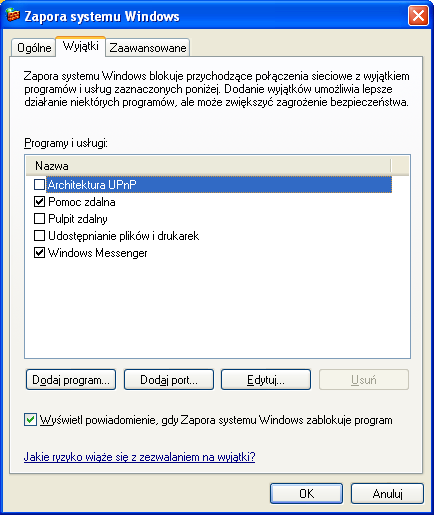 Zapora systemu Windows
Ogólne Wyjątki Zaawansowane
Zapora systemu Windows blokuje przychodzące połączenia sieciowe z wyjątkiem
programów i usług zaznaczonych poniżej. Dodanie wyjątków umożliwia lepsze
działanie niektórych programów, ale może zwiększyć zagrożenie bezpieczeństwa.
Programy i usługi:
Nazwa
Architektura UPnP
Pomoc zdalna
Pulpit zdalny
Udostępnianie plików i drukarek
Windows Messenger
Dodaj program... Dodaj port... Edytuj... Usuń
Wyświetl powiadomienie, gdy Zapora systemu Windows zablokuje program
Jakie ryzyko wiąże się z zezwalaniem na wyjątki?
OK Anuluj